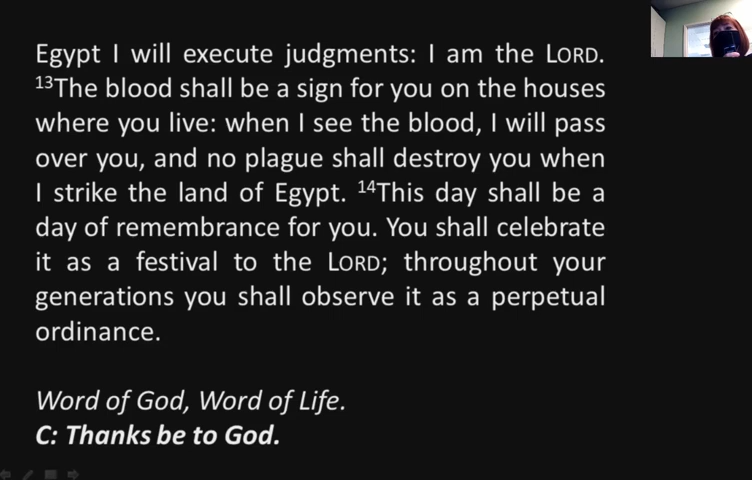 Egypt I will execute judgments: I am the LORD.
¹³The blood shall be a sign for you on the houses
where you live: when I see the blood, I will pass
over you, and no plague shall destroy you when
I strike the land of Egypt. ¹⁴This day shall be a
day of remembrance for you. You shall celebrate
it as a festival to the LORD; throughout your
generations you shall observe it as a perpetual
ordinance.
Word of God, Word of Life.
C: Thanks be to God.